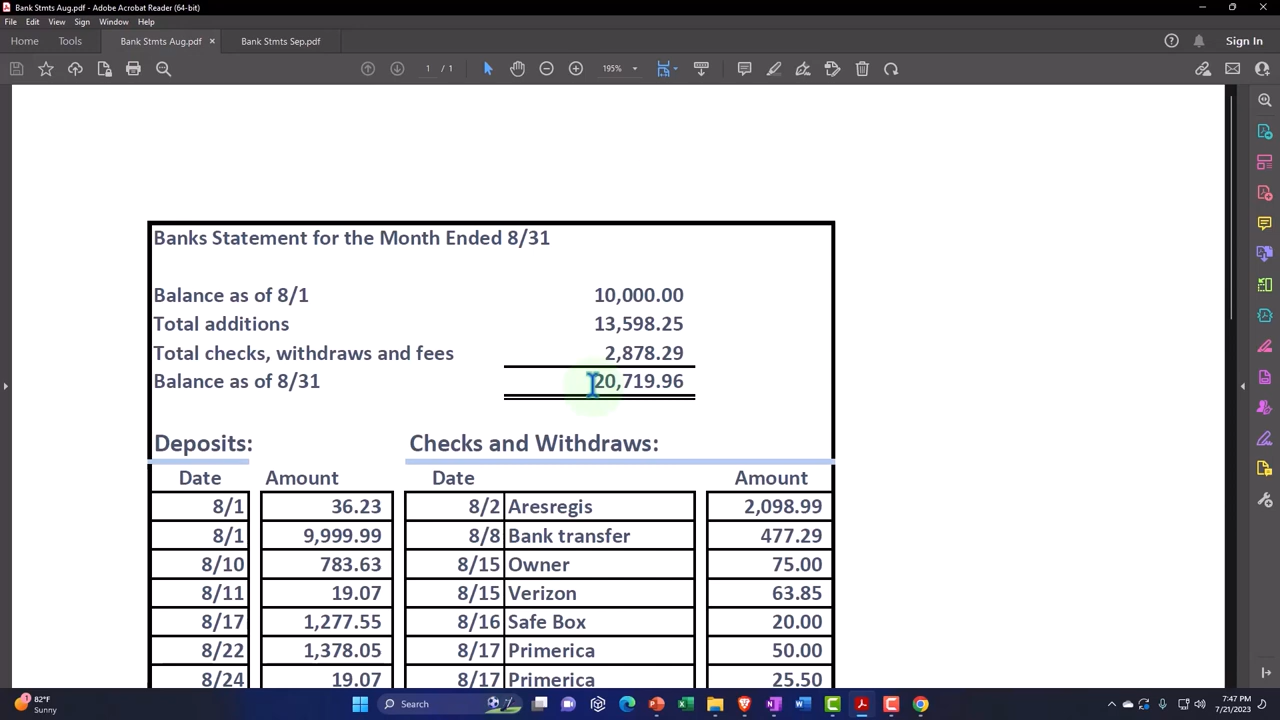 Bank Stmts Aug.pdf - Adobe Acrobat Reader (64-bit)
File Edit View Sign Window Help
Home Tools Bank Stmts Aug.pdf × Bank Stmts Sep.pdf Sign In
1 / 1 195%
Banks Statement for the Month Ended 8/31
Balance as of 8/1 10,000.00
Total additions 13,598.25
Total checks, withdraws and fees 2,878.29
Balance as of 8/31 20,719.96
Deposits: Checks and Withdraws:
Date Amount Date Amount
8/1 36.23 8/2 Aresregis 2,098.99
8/1 9,999.99 8/8 Bank transfer 477.29
8/10 783.63 8/15 Owner 75.00
8/11 19.07 8/15 Verizon 63.85
8/17 1,277.55 8/16 Safe Box 20.00
8/22 1,378.05 8/17 Primerica 50.00
8/24 19.07 8/17 Primerica 25.50
82°F
Sunny
Search
7:47 PM
7/21/2023